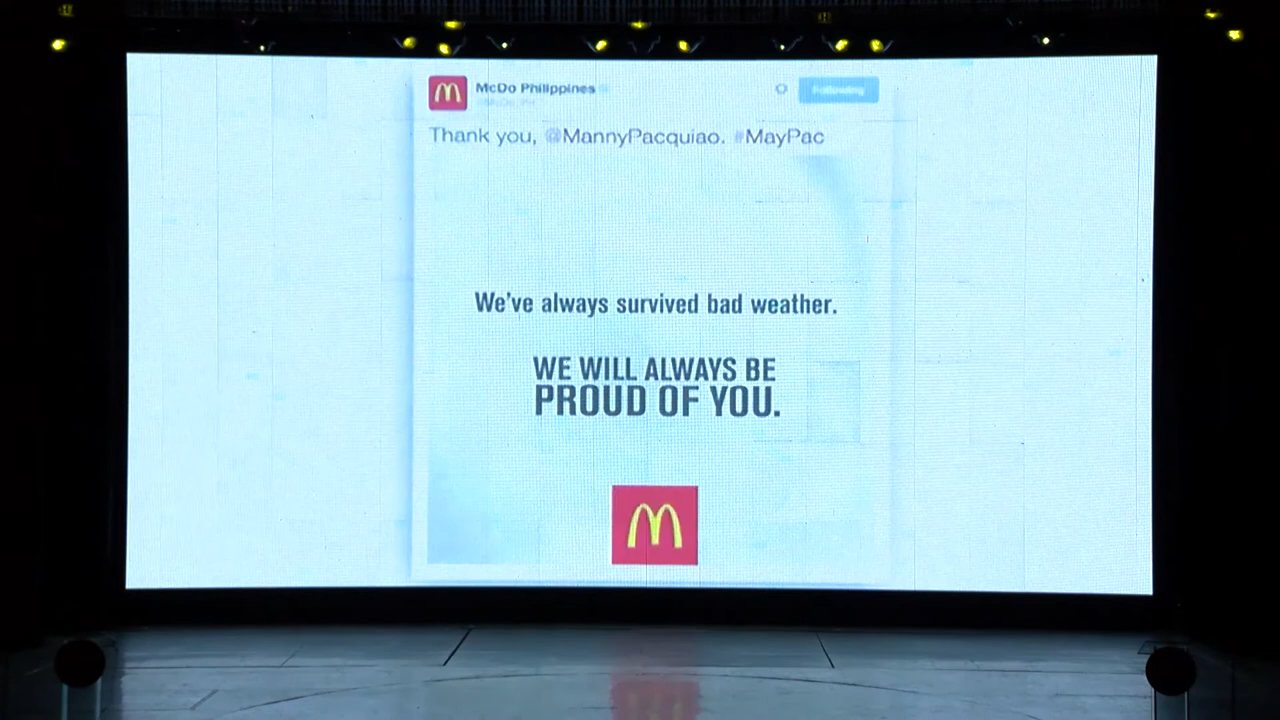 McDo Philippines
Following
Thank you, @MannyPacquiao. #MayPac
We've always survived bad weather.
WE WILL ALWAYS BE
PROUD OF YOU.